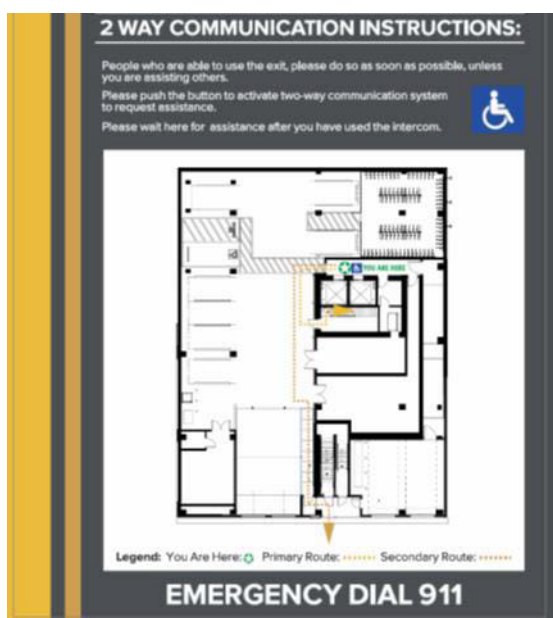 2 WAY COMMUNICATION INSTRUCTIONS:
People who are able to use the exit, please do so as soon as possible, unless
you are assisting others.
Please push the button to activate two-way communication system
to request assistance.
Please wait here for assistance after you have used the intercom.
YOU ARE HERE
Legend: You Are Here: Primary Route: Secondary Route:
EMERGENCY DIAL 911